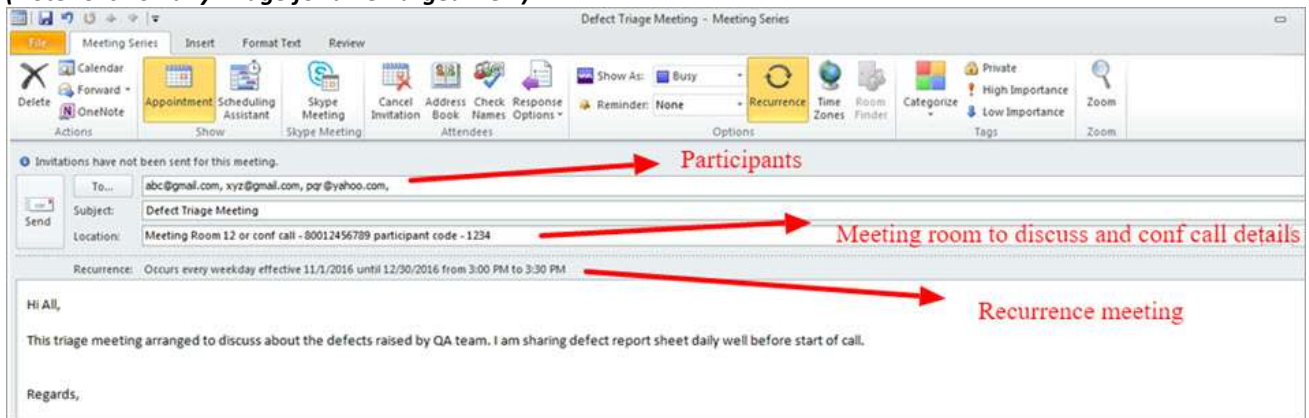 Defect Triage Meeting - Meeting Series
File Meeting Series Insert Format Text Review
Delete
Calendar
Forward
OneNote
Actions
Appointment
Scheduling Assistant
Show
Skype Meeting
Skype Meeting
Cancel Invitation
Address Book
Check Names
Response Options
Attendees
Show As: Busy
Reminder: None
Recurrence
Time Zones
Room Finder
Options
Categorize
Private
High Importance
Low Importance
Tags
Zoom
Zoom
Invitations have not been sent for this meeting.
Participants
Send
To... abc@gmail.com, xyz@gmail.com, pqr@yahoo.com,
Subject: Defect Triage Meeting
Location: Meeting Room 12 or conf call - 80012456789 participant code - 1234
Meeting room to discuss and conf call details
Recurrence: Occurs every weekday effective 11/1/2016 until 12/30/2016 from 3:00 PM to 3:30 PM
Recurrence meeting
Hi All,
This triage meeting arranged to discuss about the defects raised by QA team. I am sharing defect report sheet daily well before start of call.
Regards,